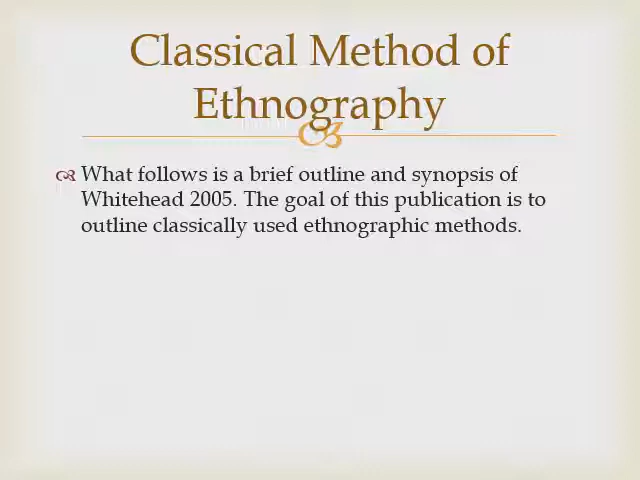 Classical Method of
Ethnography
What follows is a brief outline and synopsis of
Whitehead 2005. The goal of this publication is to
outline classically used ethnographic methods.